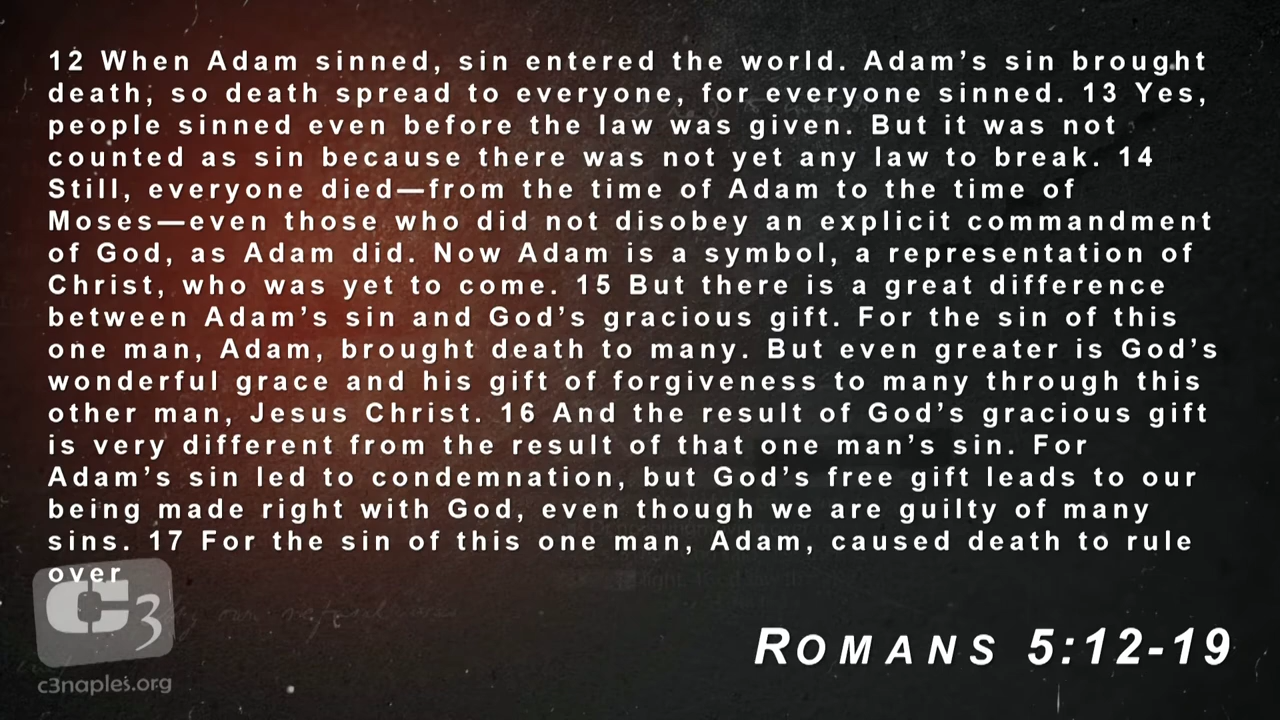 12 When Adam sinned, sin entered the world. Adam’s sin brought
death, so death spread to everyone, for everyone sinned. 13 Yes,
people sinned even before the law was given. But it was not
counted as sin because there was not yet any law to break. 14
Still, everyone died—from the time of Adam to the time of
Moses—even those who did not disobey an explicit commandment
of God, as Adam did. Now Adam is a symbol, a representation of
Christ, who was yet to come. 15 But there is a great difference
between Adam’s sin and God’s gracious gift. For the sin of this
one man, Adam, brought death to many. But even greater is God’s
wonderful grace and his gift of forgiveness to many through this
other man, Jesus Christ. 16 And the result of God’s gracious gift
is very different from the result of that one man’s sin. For
Adam’s sin led to condemnation, but God’s free gift leads to our
being made right with God, even though we are guilty of many
sins. 17 For the sin of this one man, Adam, caused death to rule
over
C3
c3naples.org
ROMANS 5:12-19